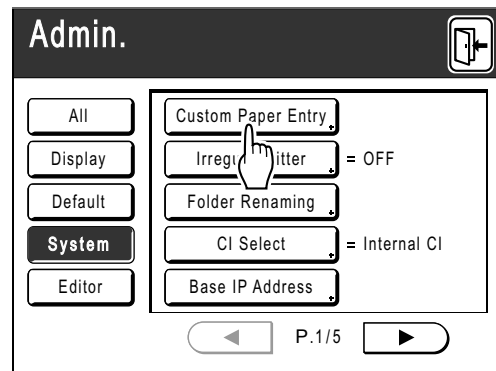 Admin.
All
Custom Paper Entry
Display
= OFF
Default
Folder Renaming
System
CI Select = Internal CI
Editor
Base IP Address
P.1/5